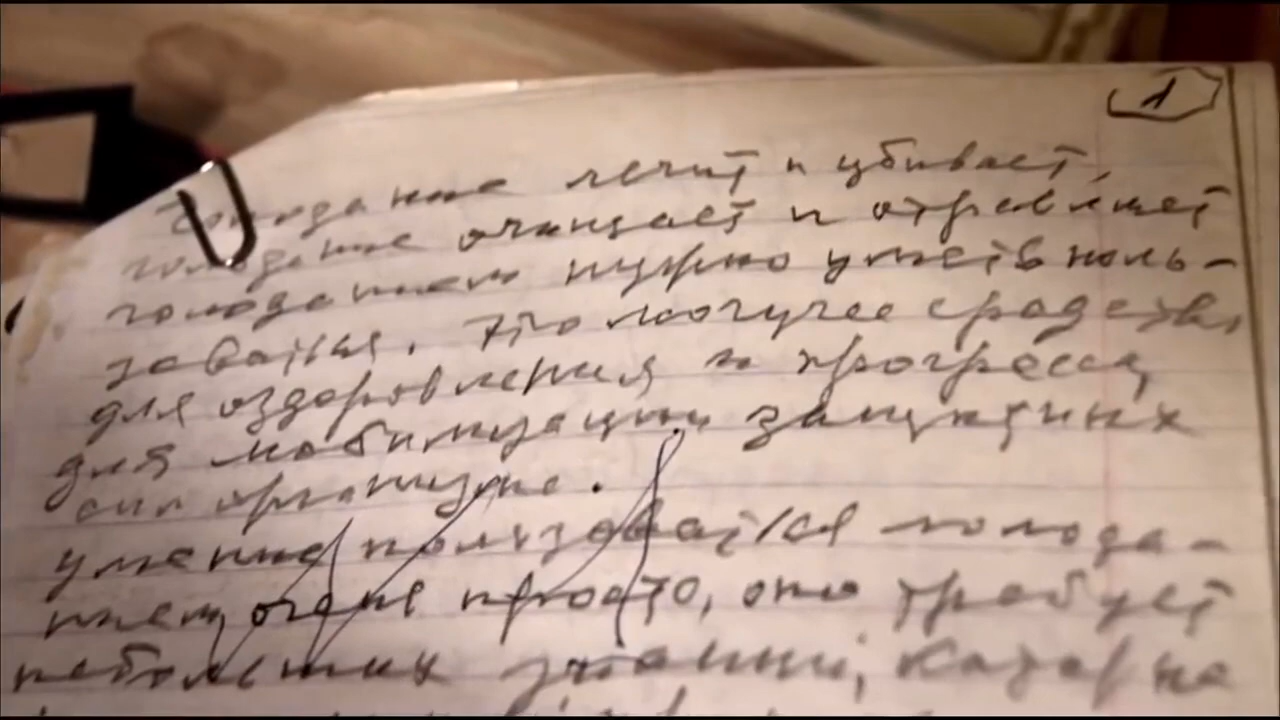 1
Голодание лечит и убивает,
голодание очищает и отравляет
голоданием нужно уметь исполь-
зоваться. Это могучее средство
для оздоровления и прогресса,
для мобилизации защитных
сил организма.
умение пользоваться голода-
нием, очень просто, оно требует
небольших знаний,